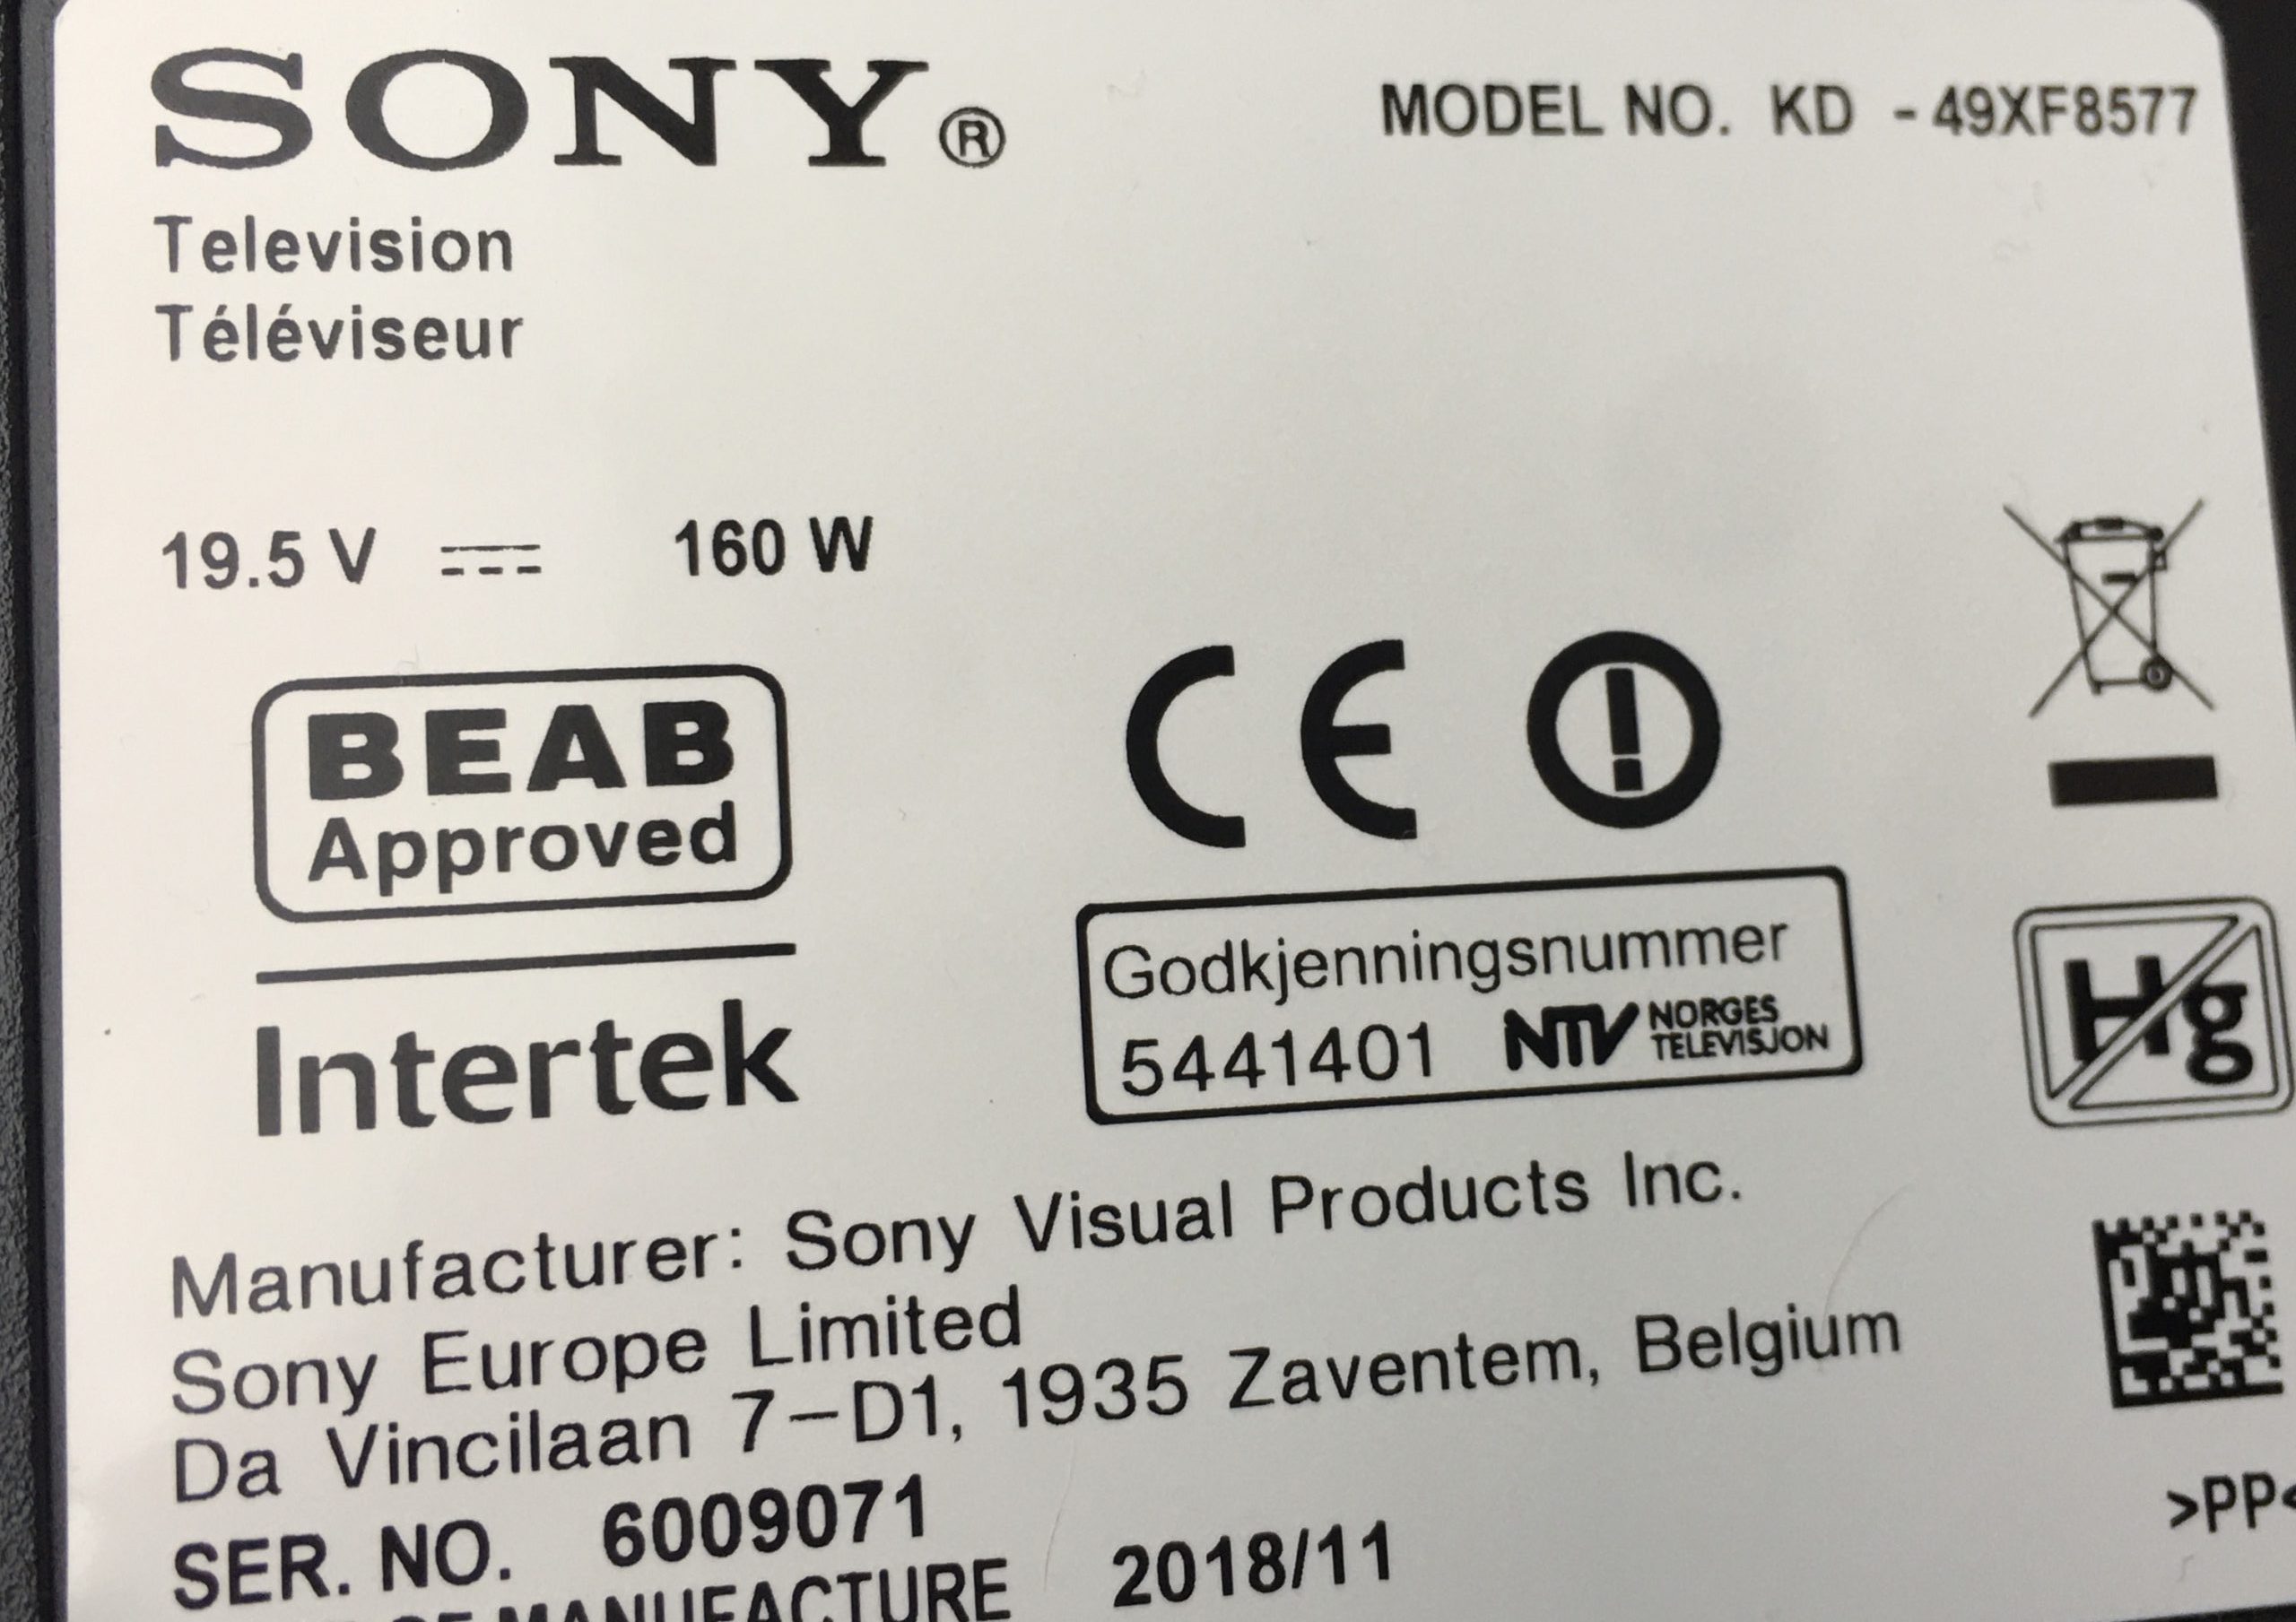 SONY®
MODEL NO. KD - 49XF8577
Television
Téléviseur
19.5 V ⎓ 160 W
BEAB
Approved
Intertek
CE
Godkjenningsnummer
5441401 NTV NORGES
TELEVISJON
Hg
Manufacturer: Sony Visual Products Inc.
Sony Europe Limited
Da Vincilaan 7-D1, 1935 Zaventem, Belgium
SER. NO. 6009071
>PP<
MANUFACTURE 2018/11